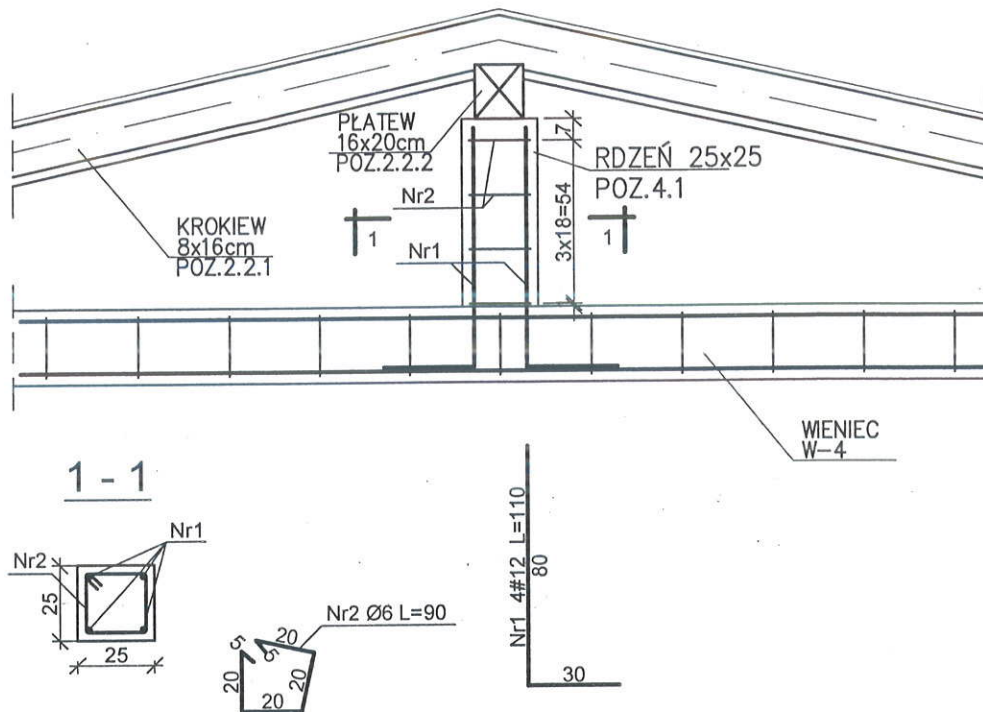 PŁATEW
16x20cm
POZ.2.2.2
7
RDZEŃ 25x25
POZ.4.1
Nr2
3x18=54
KROKIEW
8x16cm
POZ.2.2.1
1
1
Nr1
WIENIEC
W-4
1 - 1
Nr1
Nr2
25
25
Nr2 Ø6 L=90
5
5
20
20
20
20
Nr1 4#12 L=110
80
30